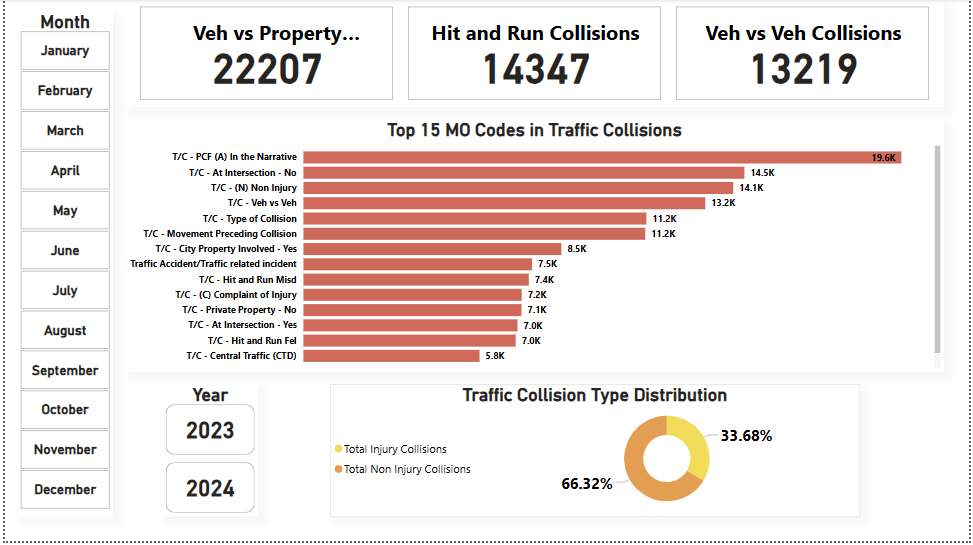 Month
January
February
March
April
May
June
July
August
September
October
November
December
Veh vs Property...
22207
Hit and Run Collisions
14347
Veh vs Veh Collisions
13219
Top 15 MO Codes in Traffic Collisions
T/C - PCF (A) In the Narrative 19.6K
T/C - At Intersection - No 14.5K
T/C - (N) Non Injury 14.1K
T/C - Veh vs Veh 13.2K
T/C - Type of Collision 11.2K
T/C - Movement Preceding Collision 11.2K
T/C - City Property Involved - Yes 8.5K
Traffic Accident/Traffic related incident 7.5K
T/C - Hit and Run Misd 7.4K
T/C - (C) Complaint of Injury 7.2K
T/C - Private Property - No 7.1K
T/C - At Intersection - Yes 7.0K
T/C - Hit and Run Fel 7.0K
T/C - Central Traffic (CTD) 5.8K
Year
2023
2024
Traffic Collision Type Distribution
Total Injury Collisions
Total Non Injury Collisions
33.68%
66.32%